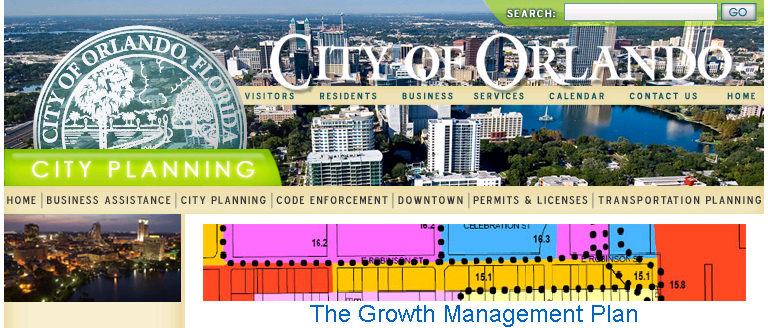 SEARCH: GO
CITY OF ORLANDO
CITY OF ORLANDO, FLORIDA
VISITORS RESIDENTS BUSINESS SERVICES CALENDAR CONTACT US HOME
CITY PLANNING
HOME BUSINESS ASSISTANCE CITY PLANNING CODE ENFORCEMENT DOWNTOWN PERMITS & LICENSES TRANSPORTATION PLANNING
16.2 16.2 CELEBRATION ST
16.3
E ROBINSON ST E ROBINSON ST
15.1 15.1 15.8
The Growth Management Plan